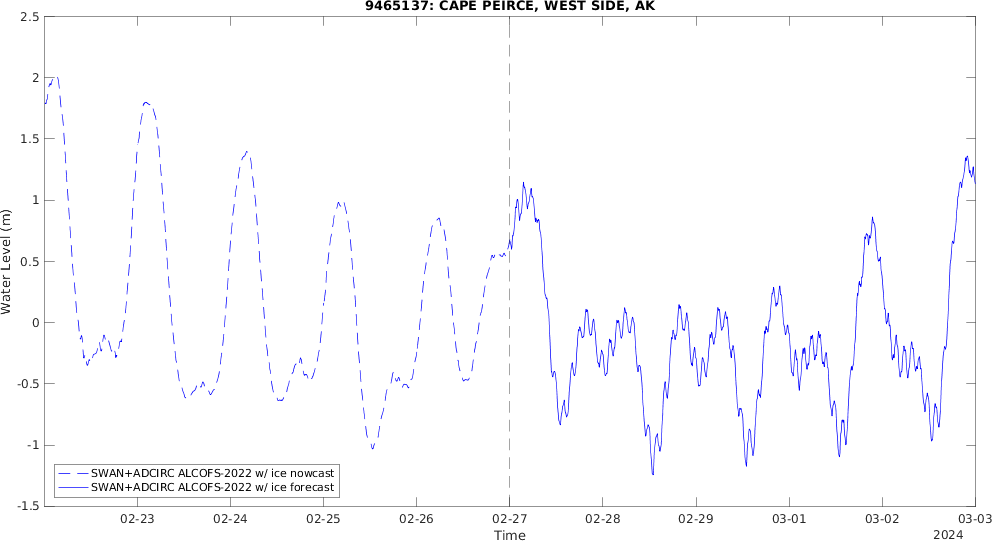 9465137: CAPE PEIRCE, WEST SIDE, AK
2.5
2
1.5
1
0.5
0
-0.5
-1
-1.5
Water Level (m)
SWAN+ADCIRC ALCOFS-2022 w/ ice nowcast
SWAN+ADCIRC ALCOFS-2022 w/ ice forecast
02-23 02-24 02-25 02-26 02-27 02-28 02-29 03-01 03-02 03-03
Time
2024